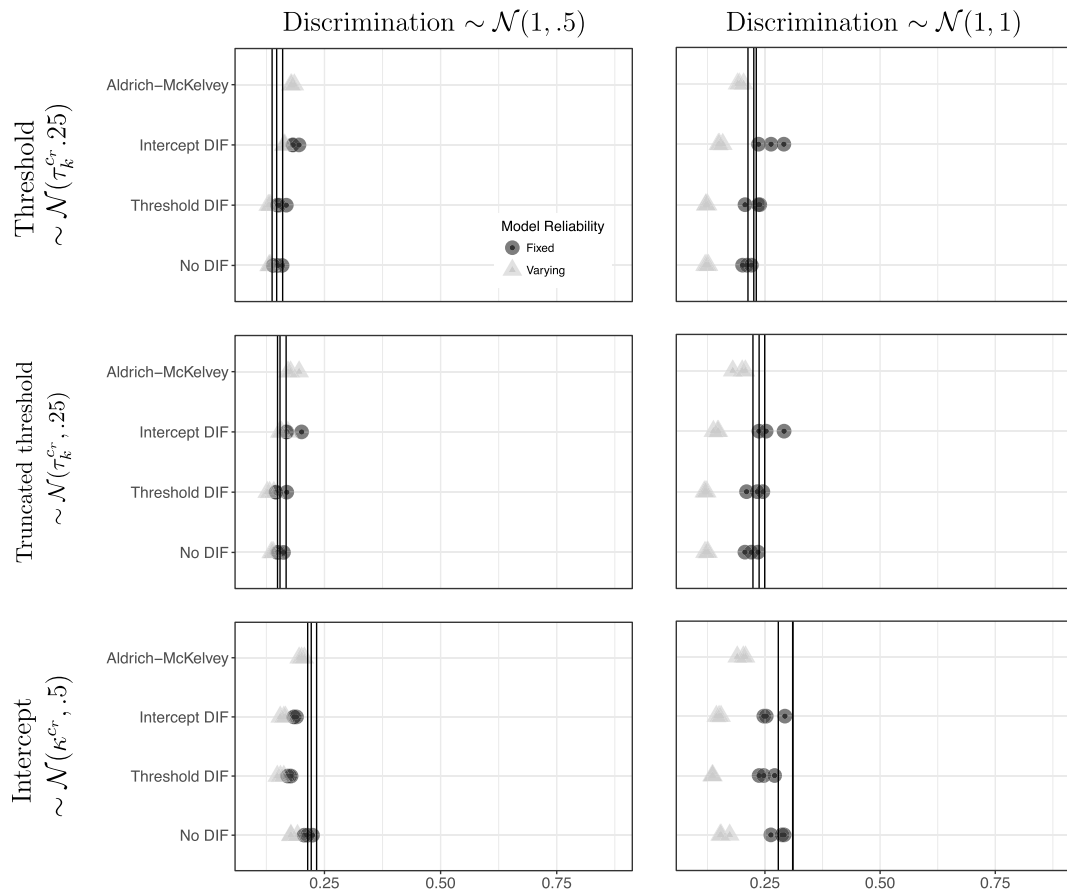 Discrimination ∼ 𝒩(1, .5)
Discrimination ∼ 𝒩(1, 1)
Threshold
∼ 𝒩(τ_k^{c_r}.25)
Aldrich−McKelvey
Intercept DIF
Threshold DIF
No DIF
Model Reliability
Fixed
Varying
Truncated threshold
∼ 𝒩(τ_k^{c_r}, .25)
Aldrich−McKelvey
Intercept DIF
Threshold DIF
No DIF
Intercept
∼ 𝒩(κ^{c_r}, .5)
Aldrich−McKelvey
Intercept DIF
Threshold DIF
No DIF
0.25 0.50 0.75
0.25 0.50 0.75